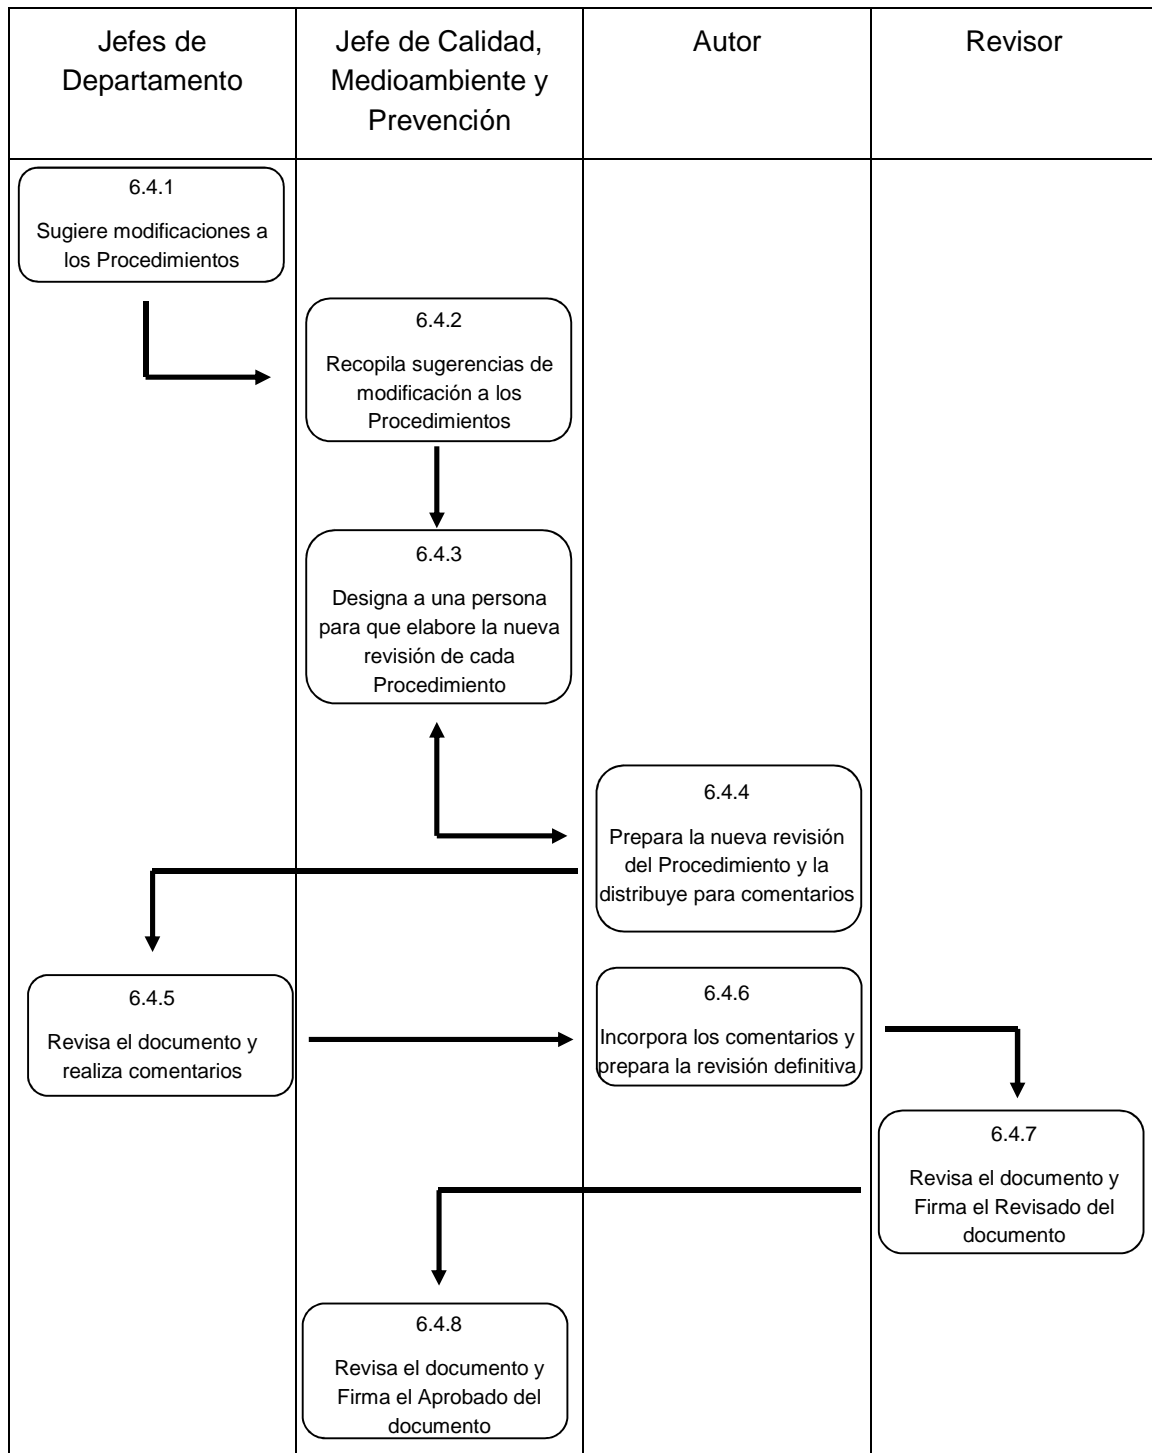 Jefes de
Departamento
Jefe de Calidad,
Medioambiente y
Prevención
Autor
Revisor
6.4.1
Sugiere modificaciones a
los Procedimientos
6.4.2
Recopila sugerencias de
modificación a los
Procedimientos
6.4.3
Designa a una persona
para que elabore la nueva
revisión de cada
Procedimiento
6.4.4
Prepara la nueva revisión
del Procedimiento y la
distribuye para comentarios
6.4.5
Revisa el documento y
realiza comentarios
6.4.6
Incorpora los comentarios y
prepara la revisión definitiva
6.4.7
Revisa el documento y
Firma el Revisado del
documento
6.4.8
Revisa el documento y
Firma el Aprobado del
documento